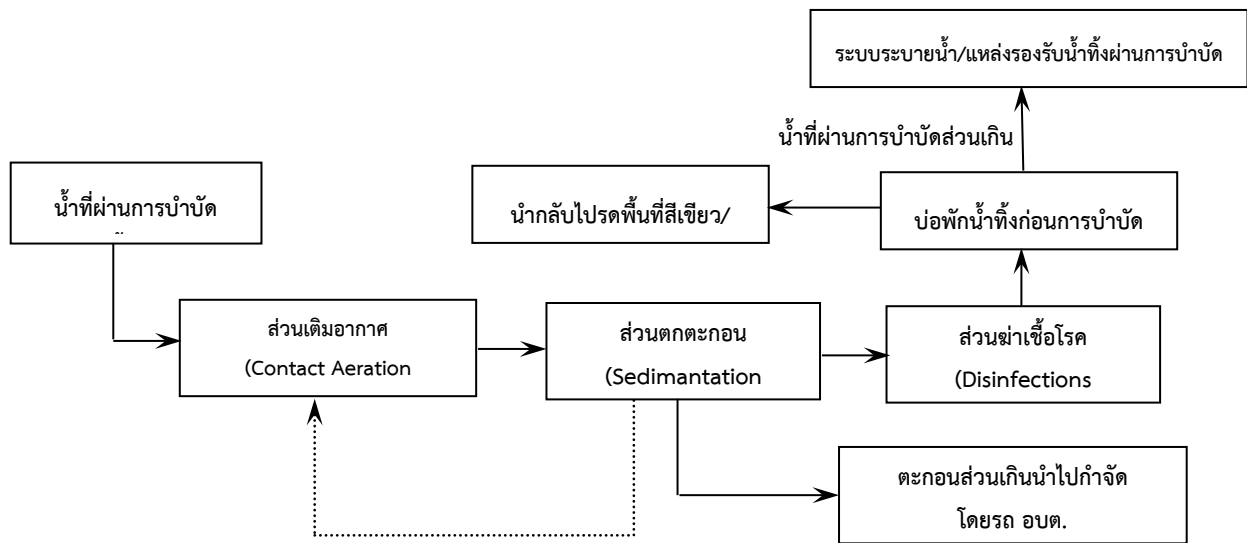 ระบบระบายน้ำ/แหล่งรองรับน้ำทิ้งผ่านการบำบัด
น้ำที่ผ่านการบำบัดส่วนเกิน
น้ำที่ผ่านการบำบัด
นำกลับไปรดพื้นที่สีเขียว/
บ่อพักน้ำทิ้งก่อนการบำบัด
ส่วนเติมอากาศ
(Contact Aeration
ส่วนตกตะกอน
(Sedimantation
ส่วนฆ่าเชื้อโรค
(Disinfections
ตะกอนส่วนเกินนำไปกำจัด
โดยรถ อบต.